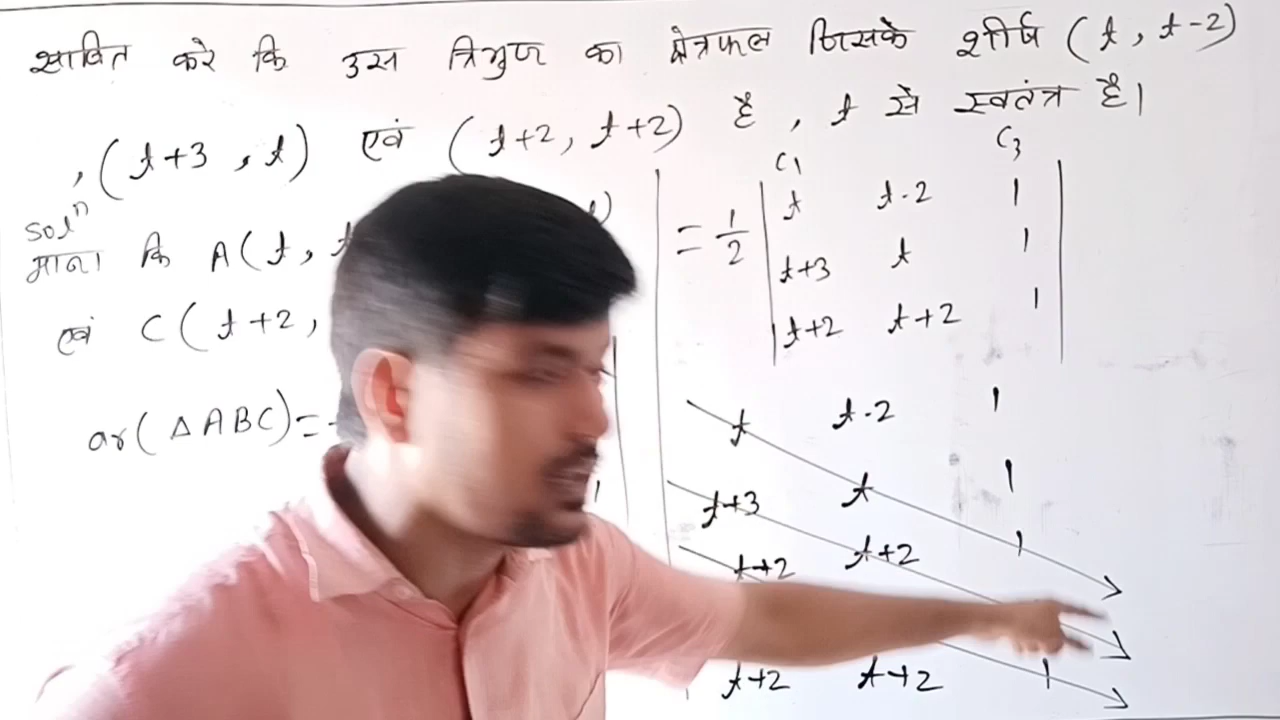 साबित करे कि उस त्रिभुज का क्षेत्रफल जिसके शीर्ष (t, t-2)
, (t+3, t) एवं (t+2, t+2) है, t से स्वतंत्र है।
Solⁿ
माना कि A(t,
एवं C(t+2,
ar(ΔABC)=
C1 C3
= 1/2 | t t-2 1
t+3 t 1
t+2 t+2 1 |
t t-2 1
t+3 t 1
t+2 t+2 1
t+2 t+2 1